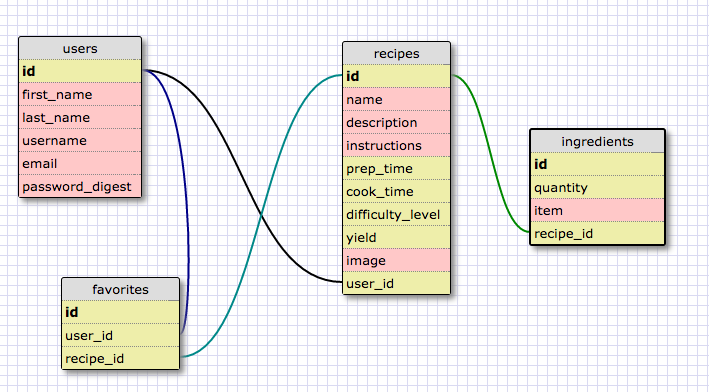 users
id
first_name
last_name
username
email
password_digest
favorites
id
user_id
recipe_id
recipes
id
name
description
instructions
prep_time
cook_time
difficulty_level
yield
image
user_id
ingredients
id
quantity
item
recipe_id